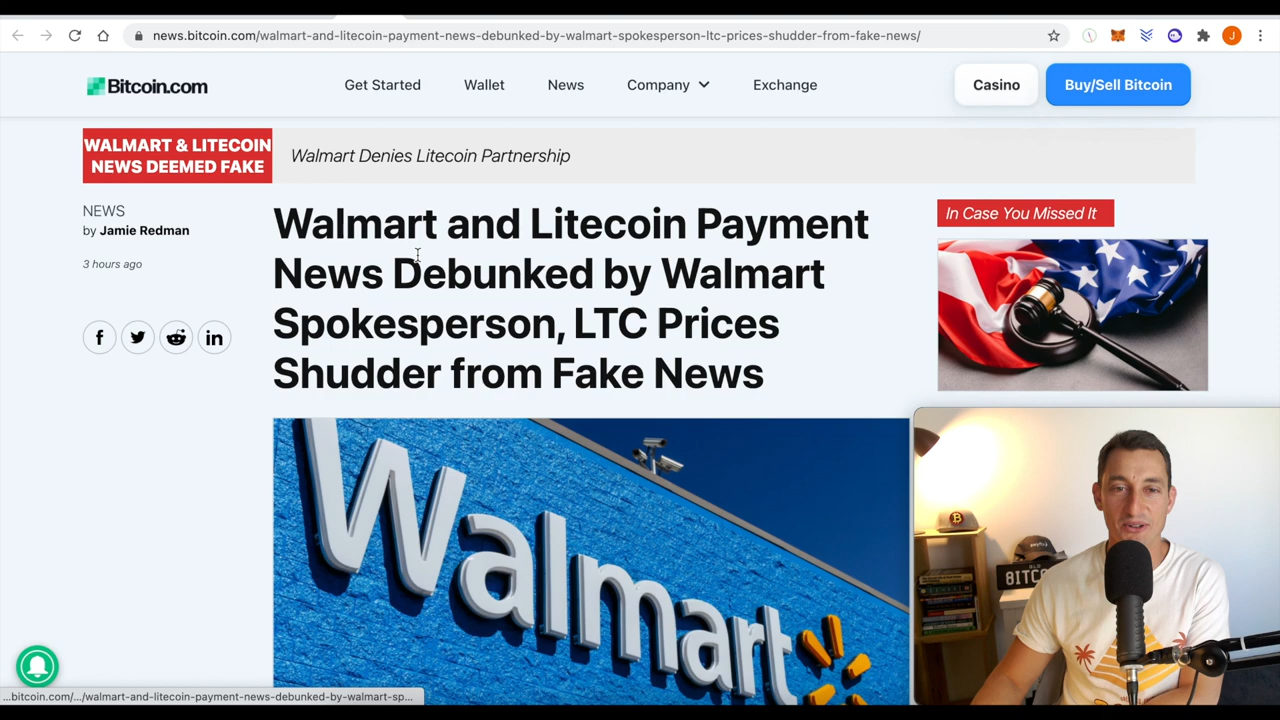 news.bitcoin.com/walmart-and-litecoin-payment-news-debunked-by-walmart-spokesperson-ltc-prices-shudder-from-fake-news/
J
Bitcoin.com
Get Started
Wallet
News
Company
Exchange
Casino
Buy/Sell Bitcoin
WALMART & LITECOIN
NEWS DEEMED FAKE
Walmart Denies Litecoin Partnership
NEWS
by Jamie Redman
3 hours ago
Walmart and Litecoin Payment
News Debunked by Walmart
Spokesperson, LTC Prices
Shudder from Fake News
In Case You Missed It
Walmart
BITCO
...bitcoin.com/.../walmart-and-litecoin-payment-news-debunked-by-walmart-sp...